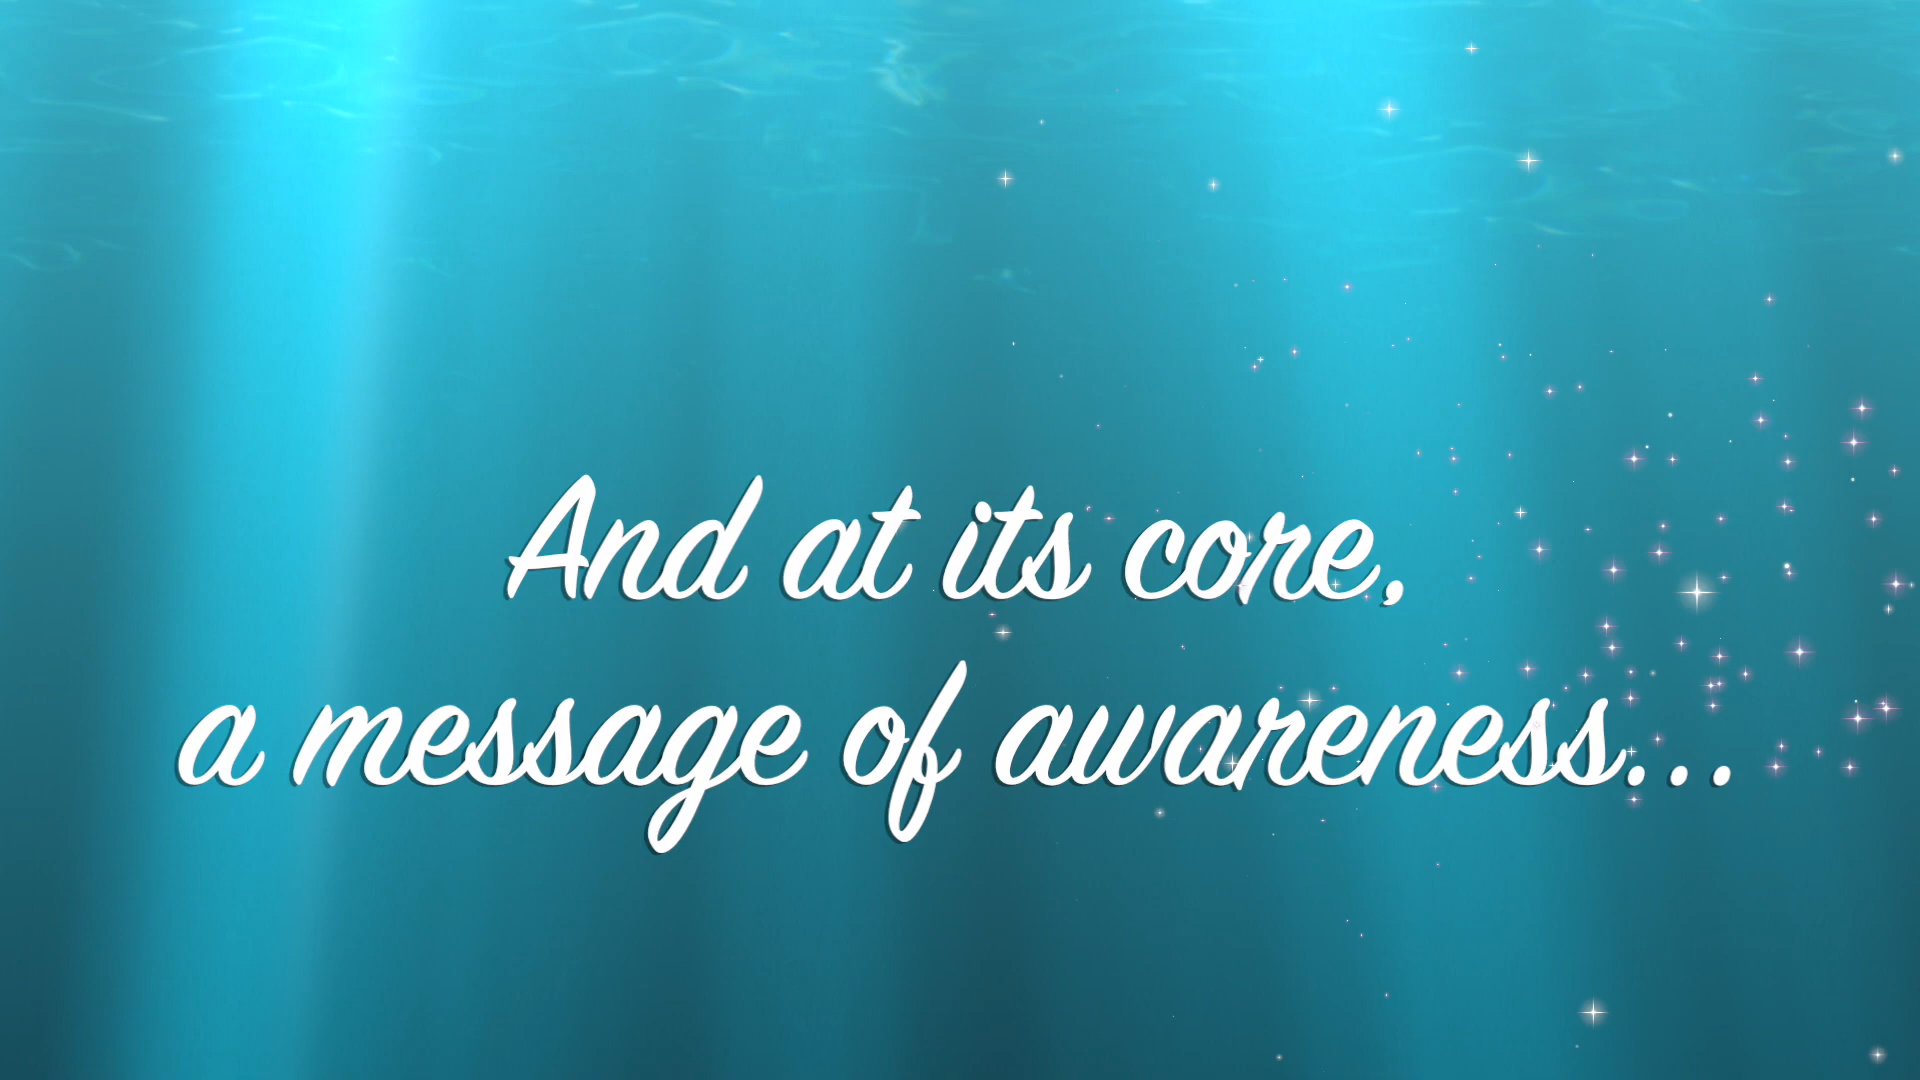 And at its core,
a message of awareness...